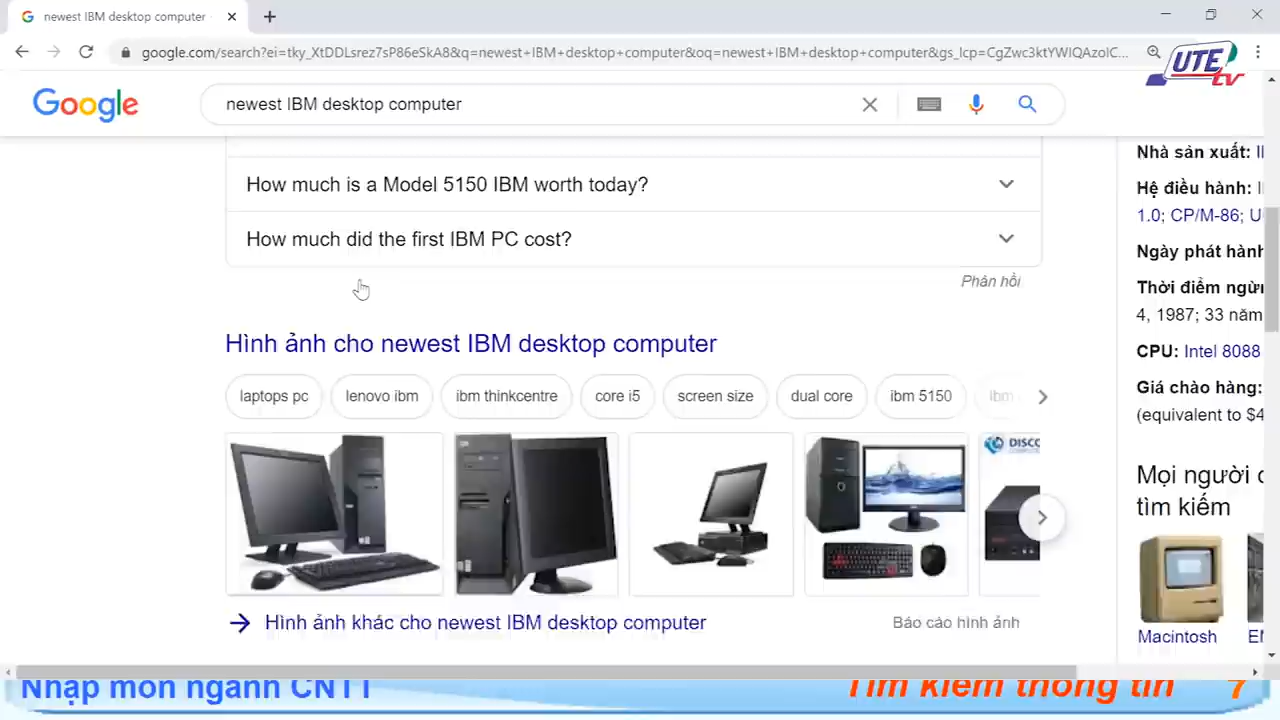 newest IBM desktop computer
google.com/search?ei=tky_XtDDLsrez7sP86eSkA8&q=newest+IBM+desktop+computer&oq=newest+IBM+desktop+computer&gs_lcp=CgZwc3ktYWIQAzoIC...
UTE tv
Google
newest IBM desktop computer
How much is a Model 5150 IBM worth today?
How much did the first IBM PC cost?
Phản hồi
Hình ảnh cho newest IBM desktop computer
laptops pc
lenovo ibm
ibm thinkcentre
core i5
screen size
dual core
ibm 5150
ibm
DISC
Hình ảnh khác cho newest IBM desktop computer
Báo cáo hình ảnh
Nhà sản xuất:
Hệ điều hành:
1.0; CP/M-86;
Ngày phát hành
Thời điểm ngừn
4, 1987; 33 năm
CPU: Intel 8088
Giá chào hàng:
(equivalent to $4
Mọi người
tìm kiếm
Macintosh
Nhập môn ngành CNTT
Tìm kiếm thông tin
7